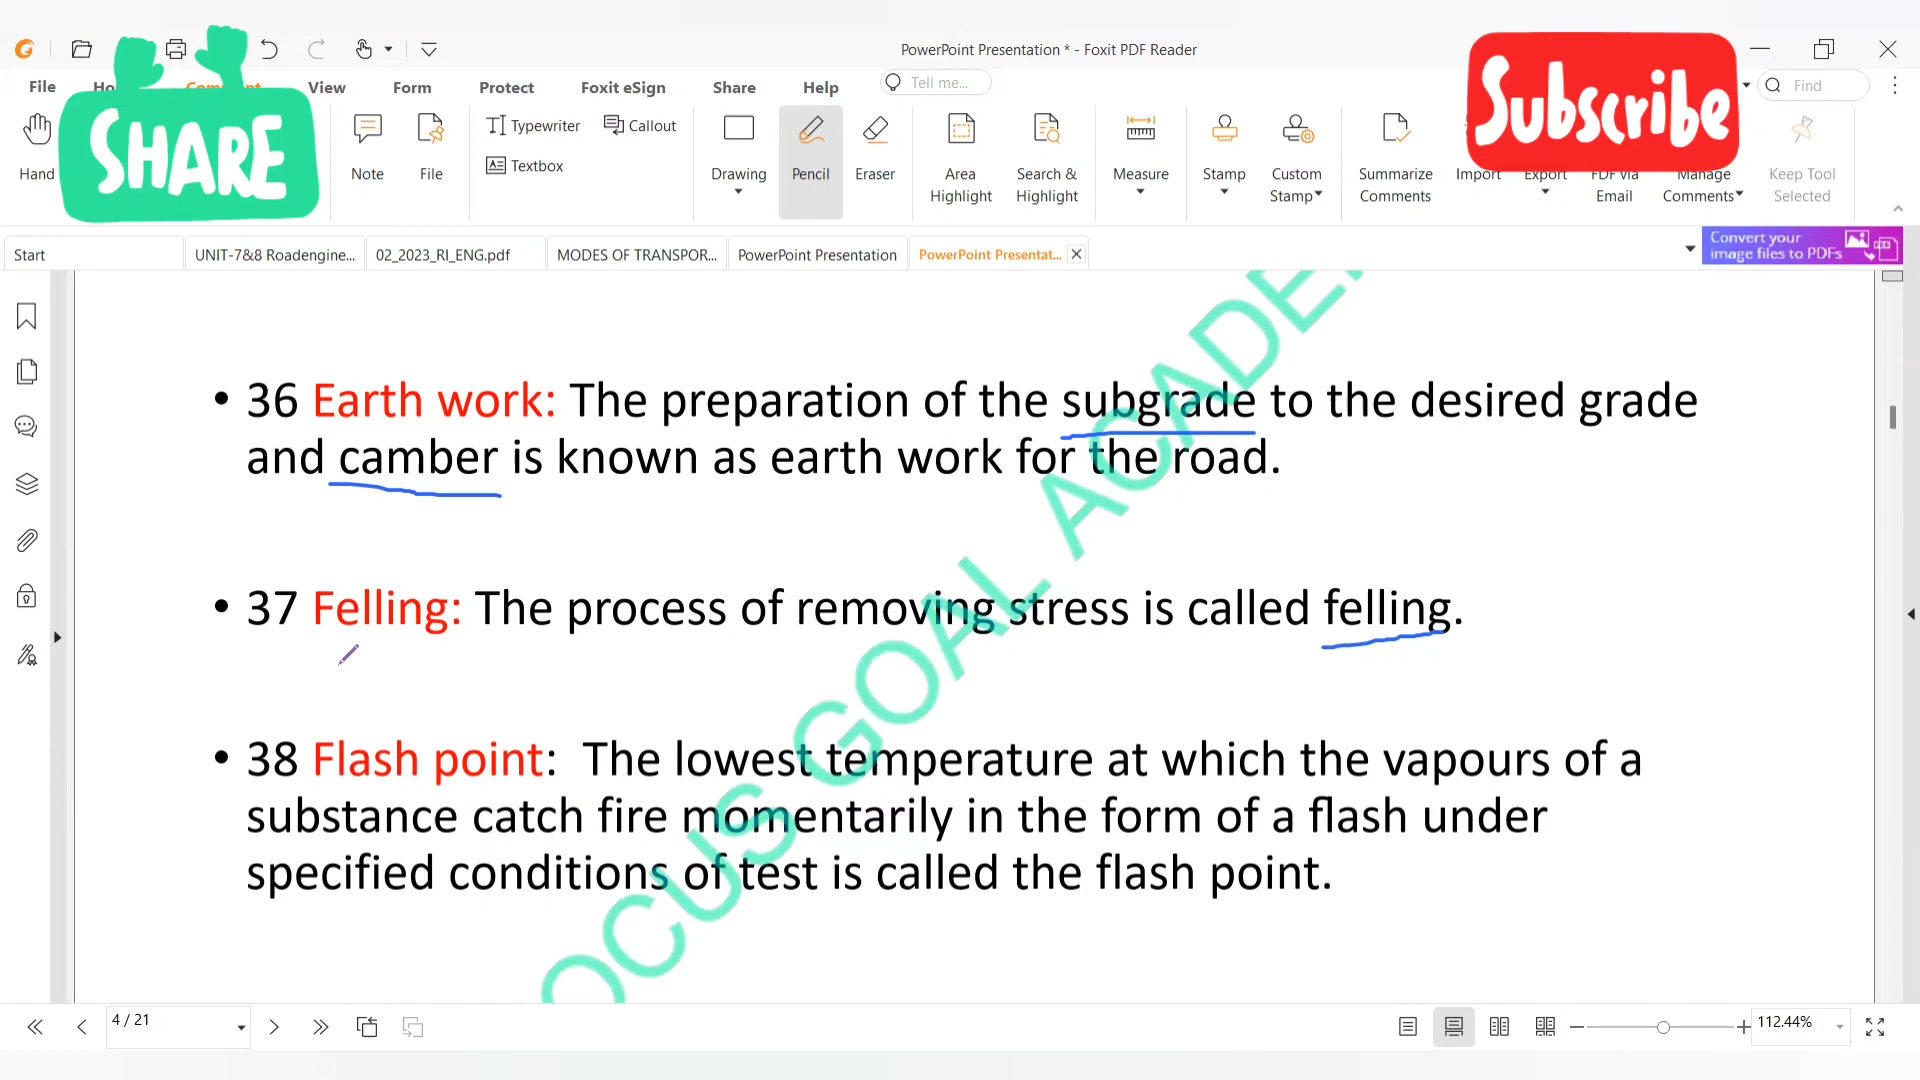 PowerPoint Presentation * - Foxit PDF Reader
File
View
Form
Protect
Foxit eSign
Share
Help
Tell me...
Find
SHARE
Subscribe
Hand
Note
File
Typewriter
Callout
Textbox
Drawing
Pencil
Eraser
Area
Highlight
Search &
Highlight
Measure
Stamp
Custom
Stamp
Summarize
Comments
Import
Export
PDF via
Email
Manage
Comments
Keep Tool
Selected
Start
UNIT-7&8 Roadengine...
02_2023_RI_ENG.pdf
MODES OF TRANSPOR...
PowerPoint Presentation
PowerPoint Presentat...
Convert your
image files to PDFs
• 36 Earth work: The preparation of the subgrade to the desired grade
and camber is known as earth work for the road.
• 37 Felling: The process of removing stress is called felling.
• 38 Flash point:  The lowest temperature at which the vapours of a
substance catch fire momentarily in the form of a flash under
specified conditions of test is called the flash point.
OCUS GOAL ACADE
4 / 21
112.44%